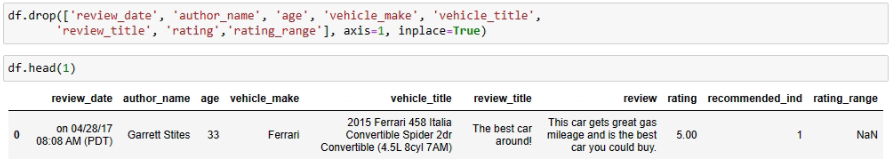 df.drop(['review_date', 'author_name', 'age', 'vehicle_make', 'vehicle_title',
'review_title', 'rating','rating_range'], axis=1, inplace=True)
df.head(1)
review_date author_name age vehicle_make vehicle_title review_title review rating recommended_ind rating_range
0 on 04/28/17 08:08 AM (PDT) Garrett Stites 33 Ferrari 2015 Ferrari 458 Italia Convertible Spider 2dr Convertible (4.5L 8cyl 7AM) The best car around! This car gets great gas mileage and is the best car you could buy. 5.00 1 NaN